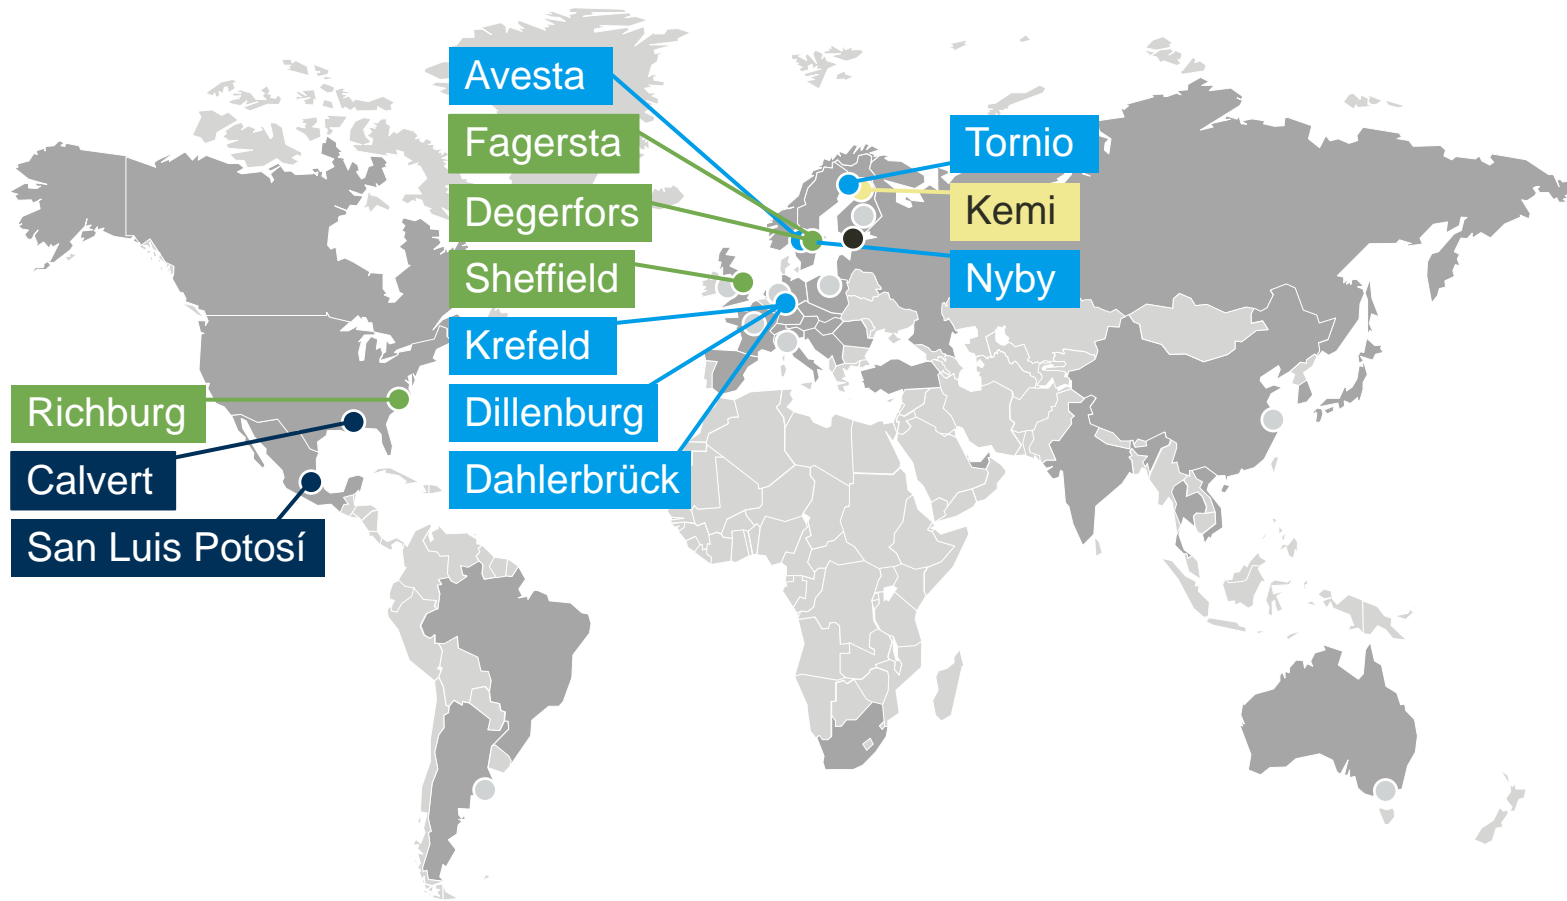 Avesta
Fagersta
Degerfors
Sheffield
Krefeld
Dillenburg
Dahlerbrück
Tornio
Kemi
Nyby
Richburg
Calvert
San Luis Potosí